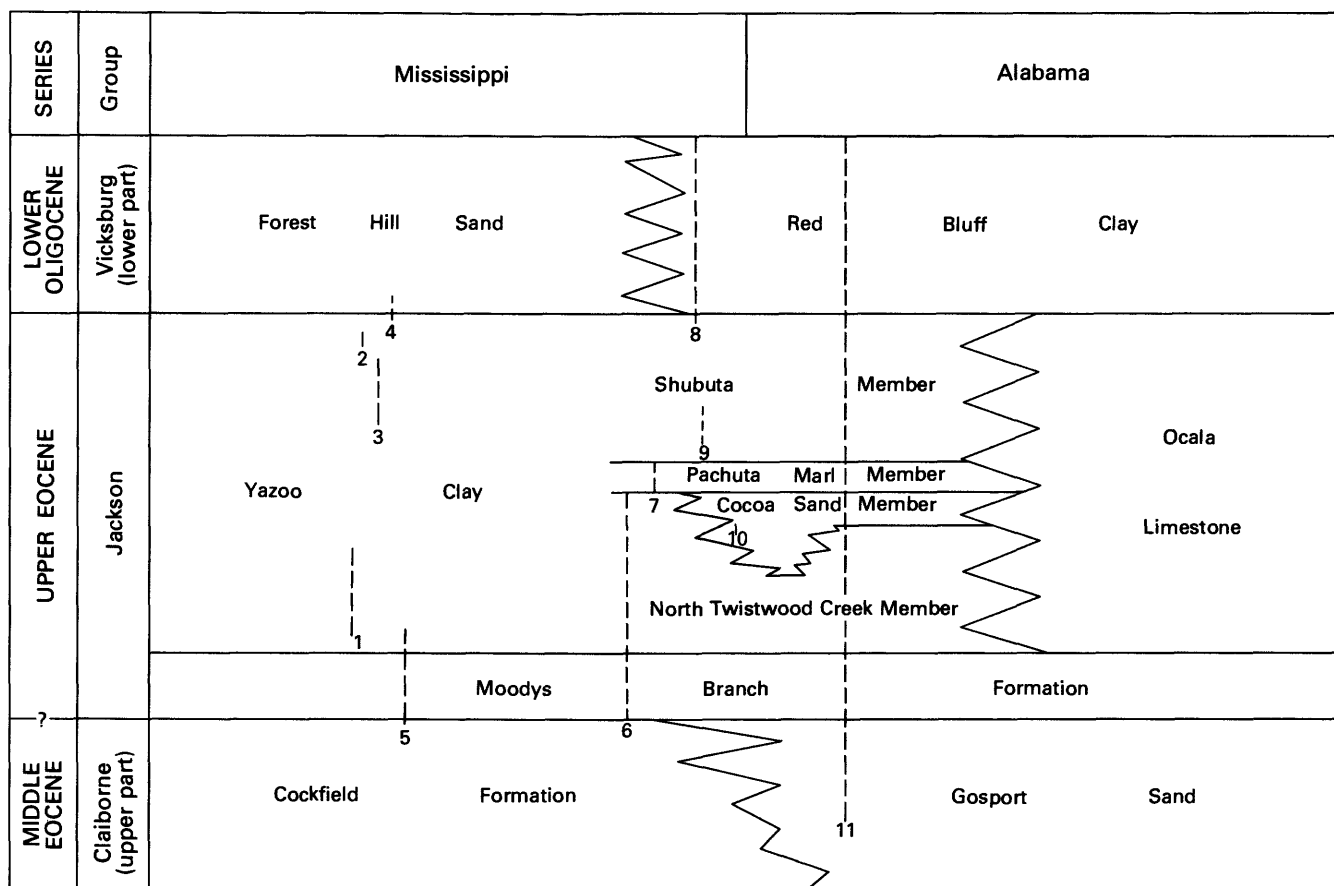 SERIES
Group
Mississippi
Alabama
LOWER
OLIGOCENE
Vicksburg
(lower part)
Forest Hill Sand
Red Bluff Clay
4
8
2
3
Shubuta Member
9
UPPER EOCENE
Jackson
Yazoo Clay
Pachuta Marl Member
7
Cocoa Sand Member
10
Ocala
Limestone
North Twistwood Creek Member
1
Moodys Branch Formation
?
5
6
MIDDLE
EOCENE
Claiborne
(upper part)
Cockfield Formation
Gosport Sand
11